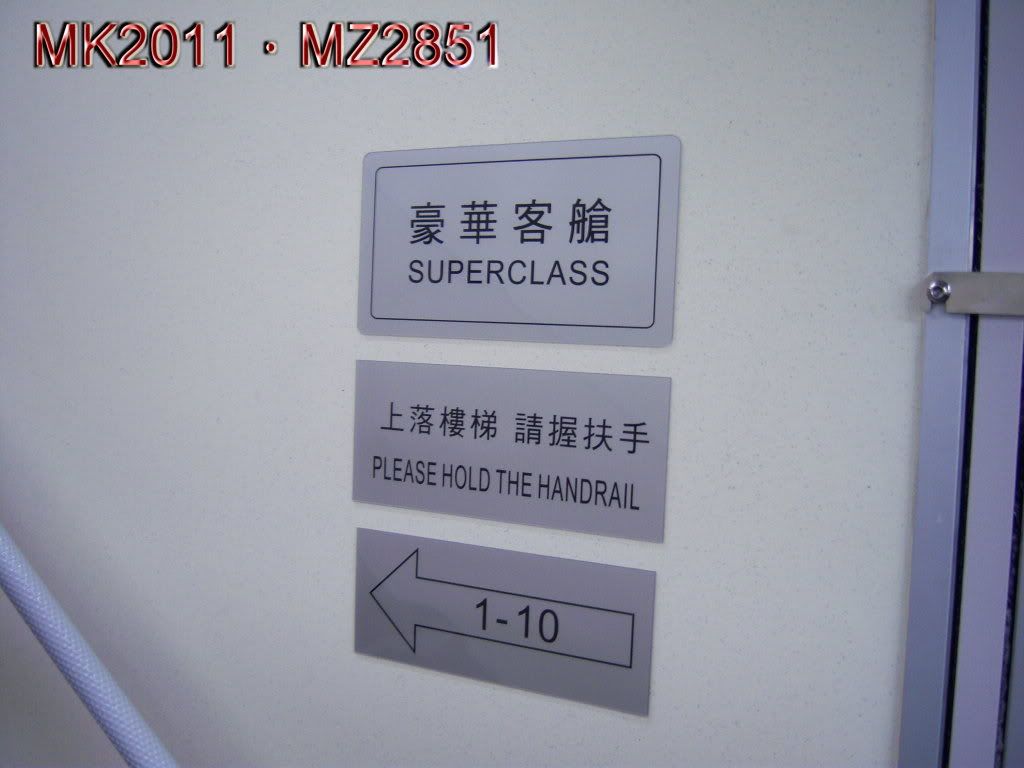 MK2011・MZ2851
豪華客艙
SUPERCLASS
上落樓梯 請握扶手
PLEASE HOLD THE HANDRAIL
1-10